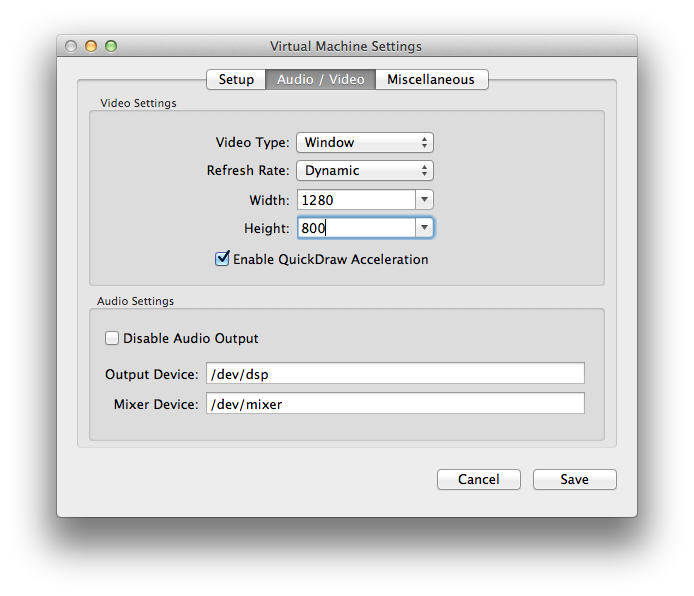 Virtual Machine Settings
Setup Audio / Video Miscellaneous
Video Settings
Video Type: Window
Refresh Rate: Dynamic
Width: 1280
Height: 800
Enable QuickDraw Acceleration
Audio Settings
Disable Audio Output
Output Device: /dev/dsp
Mixer Device: /dev/mixer
Cancel Save